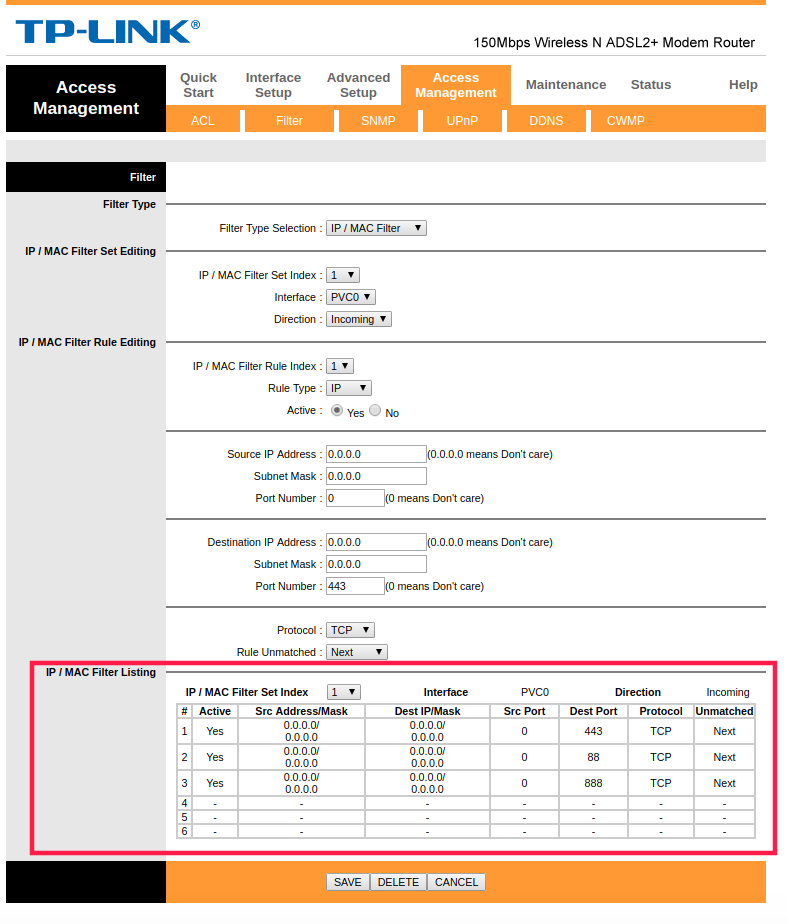 TP-LINK®
150Mbps Wireless N ADSL2+ Modem Router
Access Management
Quick Start
Interface Setup
Advanced Setup
Access Management
Maintenance
Status
Help
ACL
Filter
SNMP
UPnP
DDNS
CWMP
Filter
Filter Type
Filter Type Selection : IP / MAC Filter ▼
IP / MAC Filter Set Editing
IP / MAC Filter Set Index : 1 ▼
Interface : PVC0 ▼
Direction : Incoming ▼
IP / MAC Filter Rule Editing
IP / MAC Filter Rule Index : 1 ▼
Rule Type : IP ▼
Active : Yes No
Source IP Address : 0.0.0.0 (0.0.0.0 means Don't care)
Subnet Mask : 0.0.0.0
Port Number : 0 (0 means Don't care)
Destination IP Address : 0.0.0.0 (0.0.0.0 means Don't care)
Subnet Mask : 0.0.0.0
Port Number : 443 (0 means Don't care)
Protocol : TCP ▼
Rule Unmatched : Next ▼
IP / MAC Filter Listing
IP / MAC Filter Set Index 1 ▼ Interface PVC0 Direction Incoming
# Active Src Address/Mask Dest IP/Mask Src Port Dest Port Protocol Unmatched
1 Yes 0.0.0.0/ 0.0.0.0 0.0.0.0/ 0.0.0.0 0 443 TCP Next
2 Yes 0.0.0.0/ 0.0.0.0 0.0.0.0/ 0.0.0.0 0 88 TCP Next
3 Yes 0.0.0.0/ 0.0.0.0 0.0.0.0/ 0.0.0.0 0 888 TCP Next
4 - - - - - - -
5 - - - - - - -
6 - - - - - - -
SAVE DELETE CANCEL